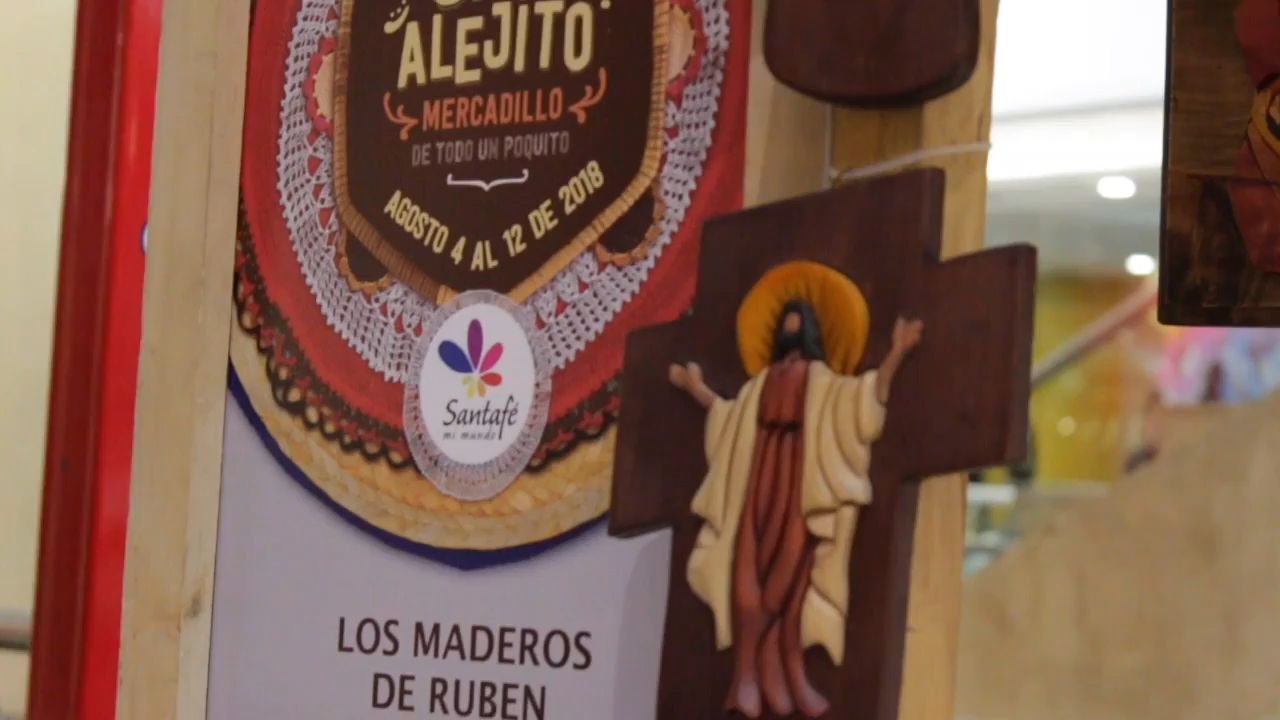 ALEJITO
MERCADILLO
DE TODO UN POQUITO
AGOSTO 4 AL 12 DE 2018
Santafé
mi mundo
LOS MADEROS
DE RUBEN